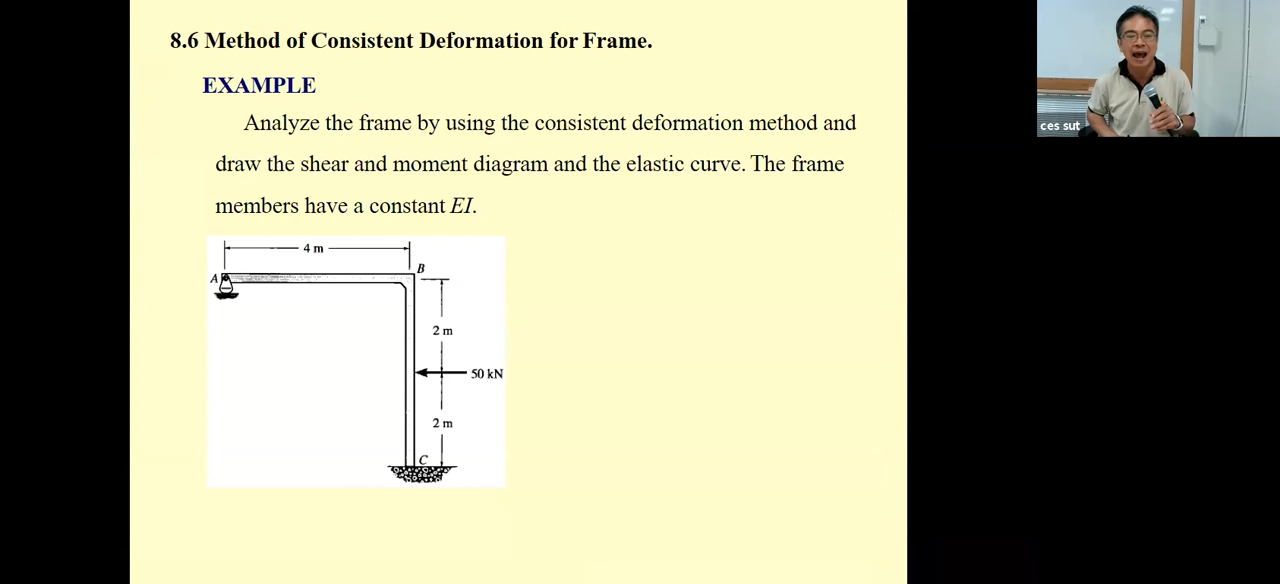 8.6 Method of Consistent Deformation for Frame.
EXAMPLE
Analyze the frame by using the consistent deformation method and
draw the shear and moment diagram and the elastic curve. The frame
members have a constant EI.
4 m
A
B
2 m
50 kN
2 m
C
ces sut